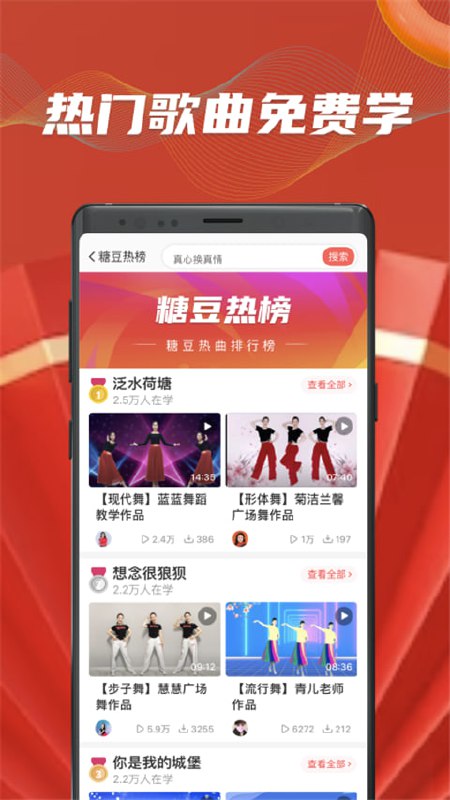 热门歌曲免费学
糖豆热榜
真心换真情
搜索
糖豆热榜
糖豆热曲排行榜
1
泛水荷塘
查看全部
2.5万人在学
14:35
07:40
【现代舞】蓝蓝舞蹈
教学作品
2.4万
386
【形体舞】菊洁兰馨
广场舞作品
1万
197
2
想念很狼狈
查看全部
2.2万人在学
09:12
08:36
【步子舞】慧慧广场
舞作品
5.9万
3255
【流行舞】青儿老师
作品
6272
212
3
你是我的城堡
查看全部
2.2万人在学